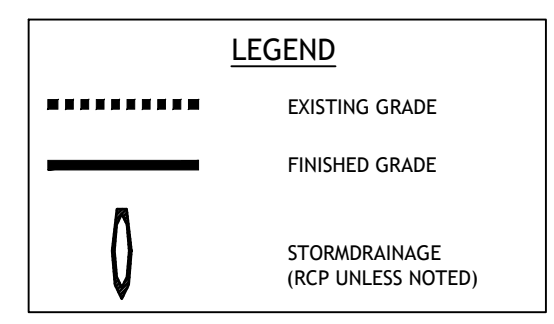 LEGEND
EXISTING GRADE
FINISHED GRADE
STORMDRAINAGE
(RCP UNLESS NOTED)